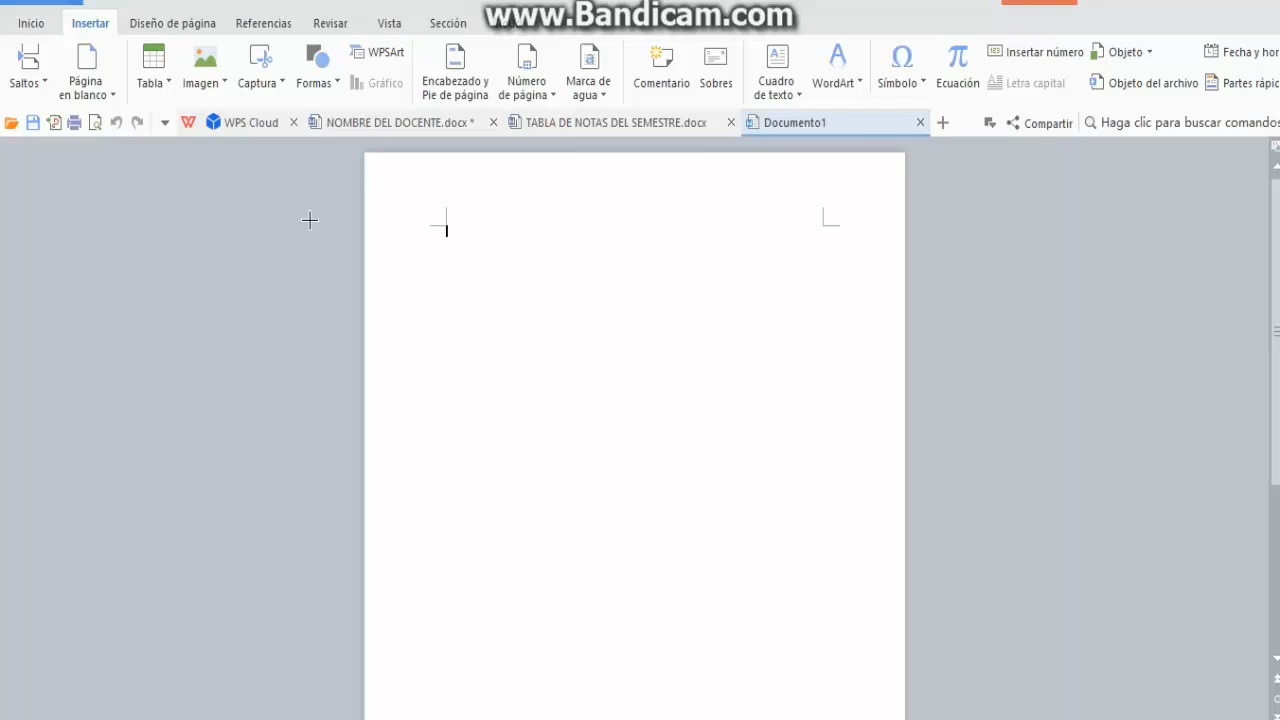 www.Bandicam.com
Inicio Insertar Diseño de página Referencias Revisar Vista Sección
Saltos Página en blanco Tabla Imagen Captura Formas WPSArt Gráfico Encabezado y Pie de página Número de página Marca de agua Comentario Sobres Cuadro de texto WordArt Símbolo Ecuación Insertar número Letra capital Objeto Objeto del archivo Fecha y Partes
WPS Cloud NOMBRE DEL DOCENTE.docx * TABLA DE NOTAS DEL SEMESTRE.docx Documento1 Compartir Haga clic para buscar comandos